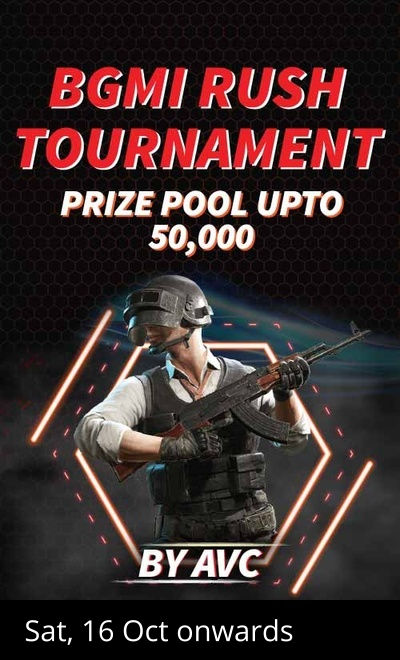 BGMI RUSH
TOURNAMENT
PRIZE POOL UPTO
50,000
BY AVC
Sat, 16 Oct onwards